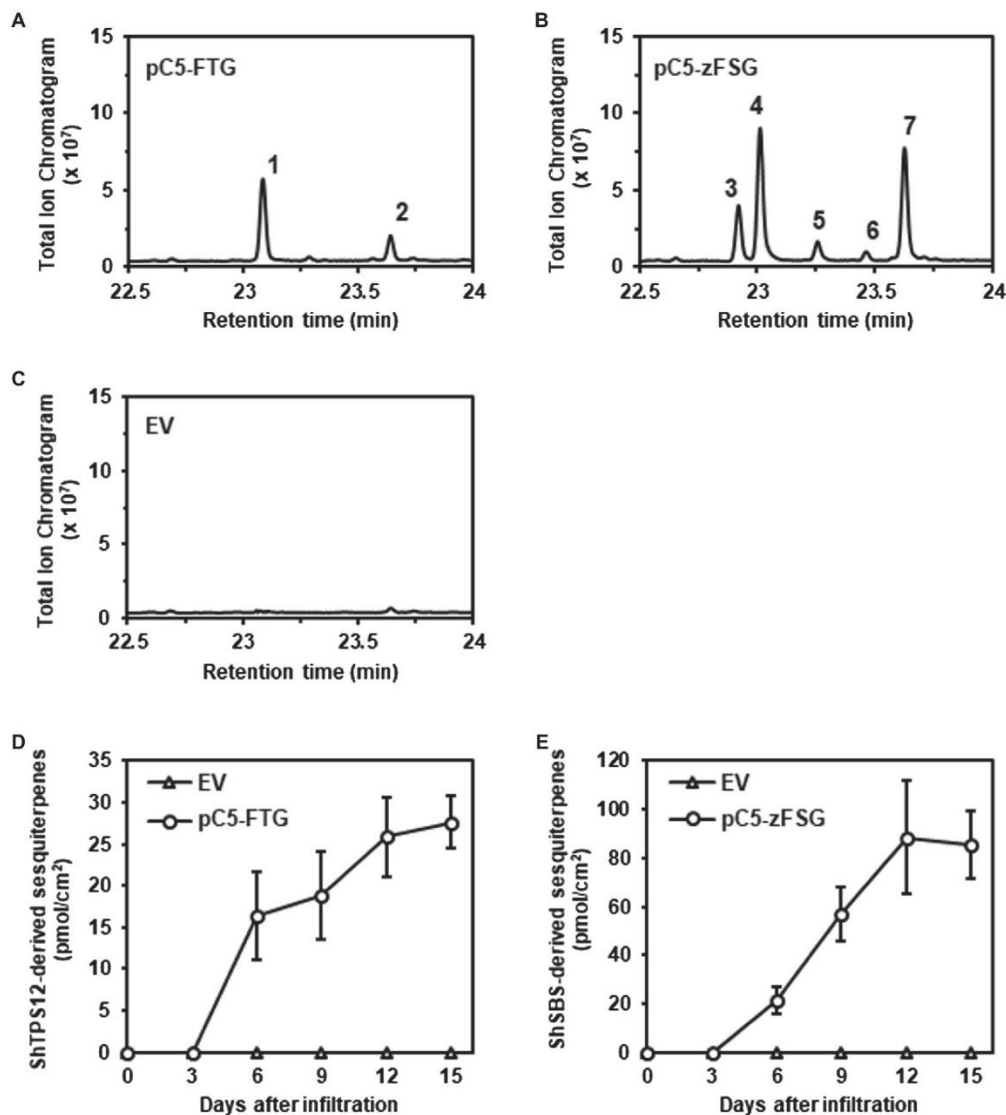 A
pC5-FTG
Total Ion Chromatogram
(x 10⁷)
15
10
5
0
1
2
22.5 23 23.5 24
Retention time (min)
B
pC5-zFSG
Total Ion Chromatogram
(x 10⁷)
15
10
5
0
3
4
5
6
7
22.5 23 23.5 24
Retention time (min)
C
EV
Total Ion Chromatogram
(x 10⁷)
15
10
5
0
22.5 23 23.5 24
Retention time (min)
D
ShTPS12-derived sesquiterpenes
(pmol/cm²)
35
30
25
20
15
10
5
0
EV
pC5-FTG
0 3 6 9 12 15
Days after infiltration
E
ShSBS-derived sesquiterpenes
(pmol/cm²)
120
100
80
60
40
20
0
EV
pC5-zFSG
0 3 6 9 12 15
Days after infiltration